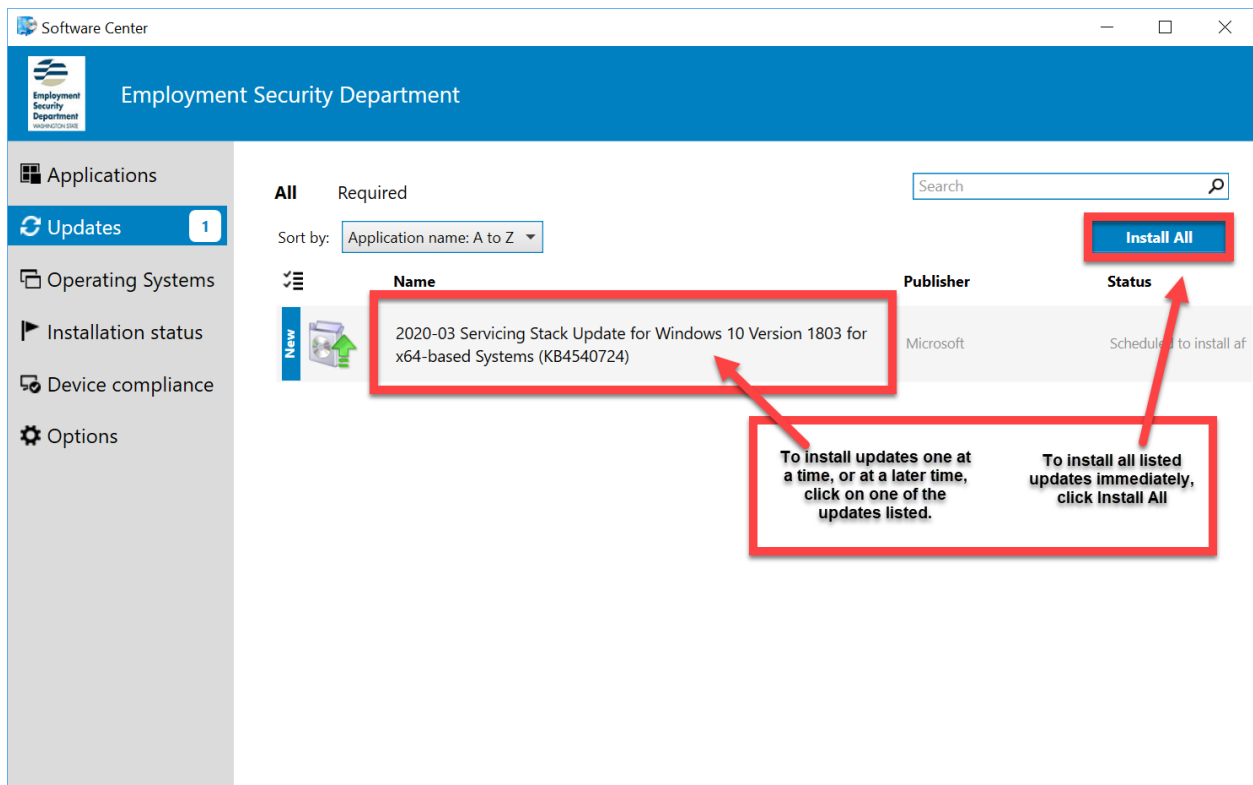 Software Center
Employment
Security
Department
WASHINGTON STATE
Employment Security Department
Applications
Updates
1
Operating Systems
Installation status
Device compliance
Options
All
Required
Search
Sort by:
Application name: A to Z
Install All
Name
Publisher
Status
New
2020-03 Servicing Stack Update for Windows 10 Version 1803 for
x64-based Systems (KB4540724)
Microsoft
Scheduled to install af
To install updates one at
a time, or at a later time,
click on one of the
updates listed.
To install all listed
updates immediately,
click Install All